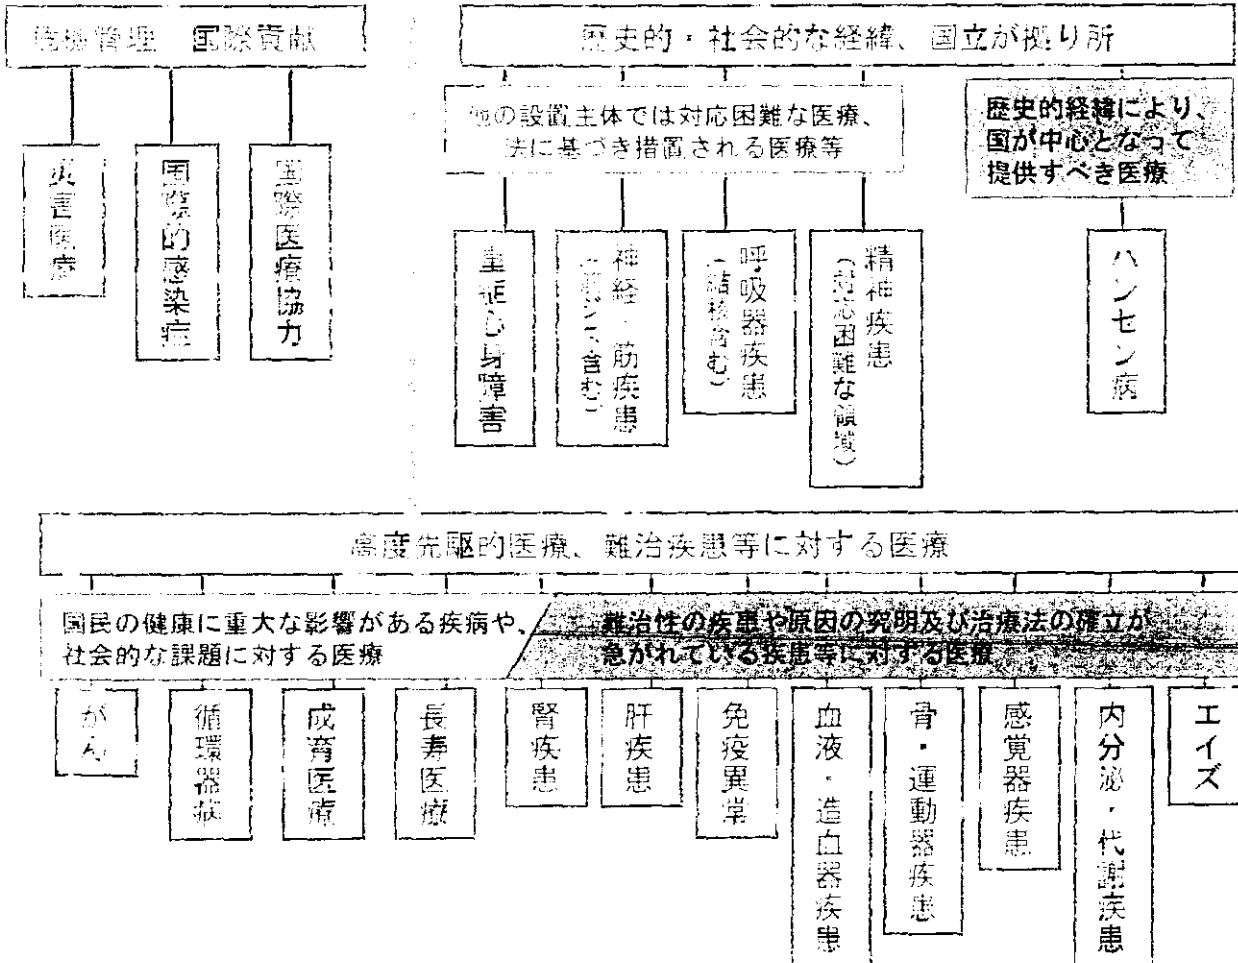 危機管理 国際貢献
災害医療
国際的感染症
国際医療協力
歴史的・社会的な経緯、国立が拠り所
他の設置主体では対応困難な医療、
法に基づき措置される医療等
重症心身障害
神経・筋疾患
含む）
呼吸器疾患
（結核含む）
精神疾患
（対応困難な領域）
歴史的経緯により、
国が中心となって
提供すべき医療
ハンセン病
高度先駆的医療、難治疾患等に対する医療
国民の健康に重大な影響がある疾病や、
社会的な課題に対する医療
がん
循環器病
成育医療
長寿医療
難治性の疾患や原因の究明及び治療法の確立が
急がれている疾患等に対する医療
腎疾患
肝疾患
免疫異常
血液・造血器疾患
骨・運動器疾患
感覚器疾患
内分泌・代謝疾患
エイズ